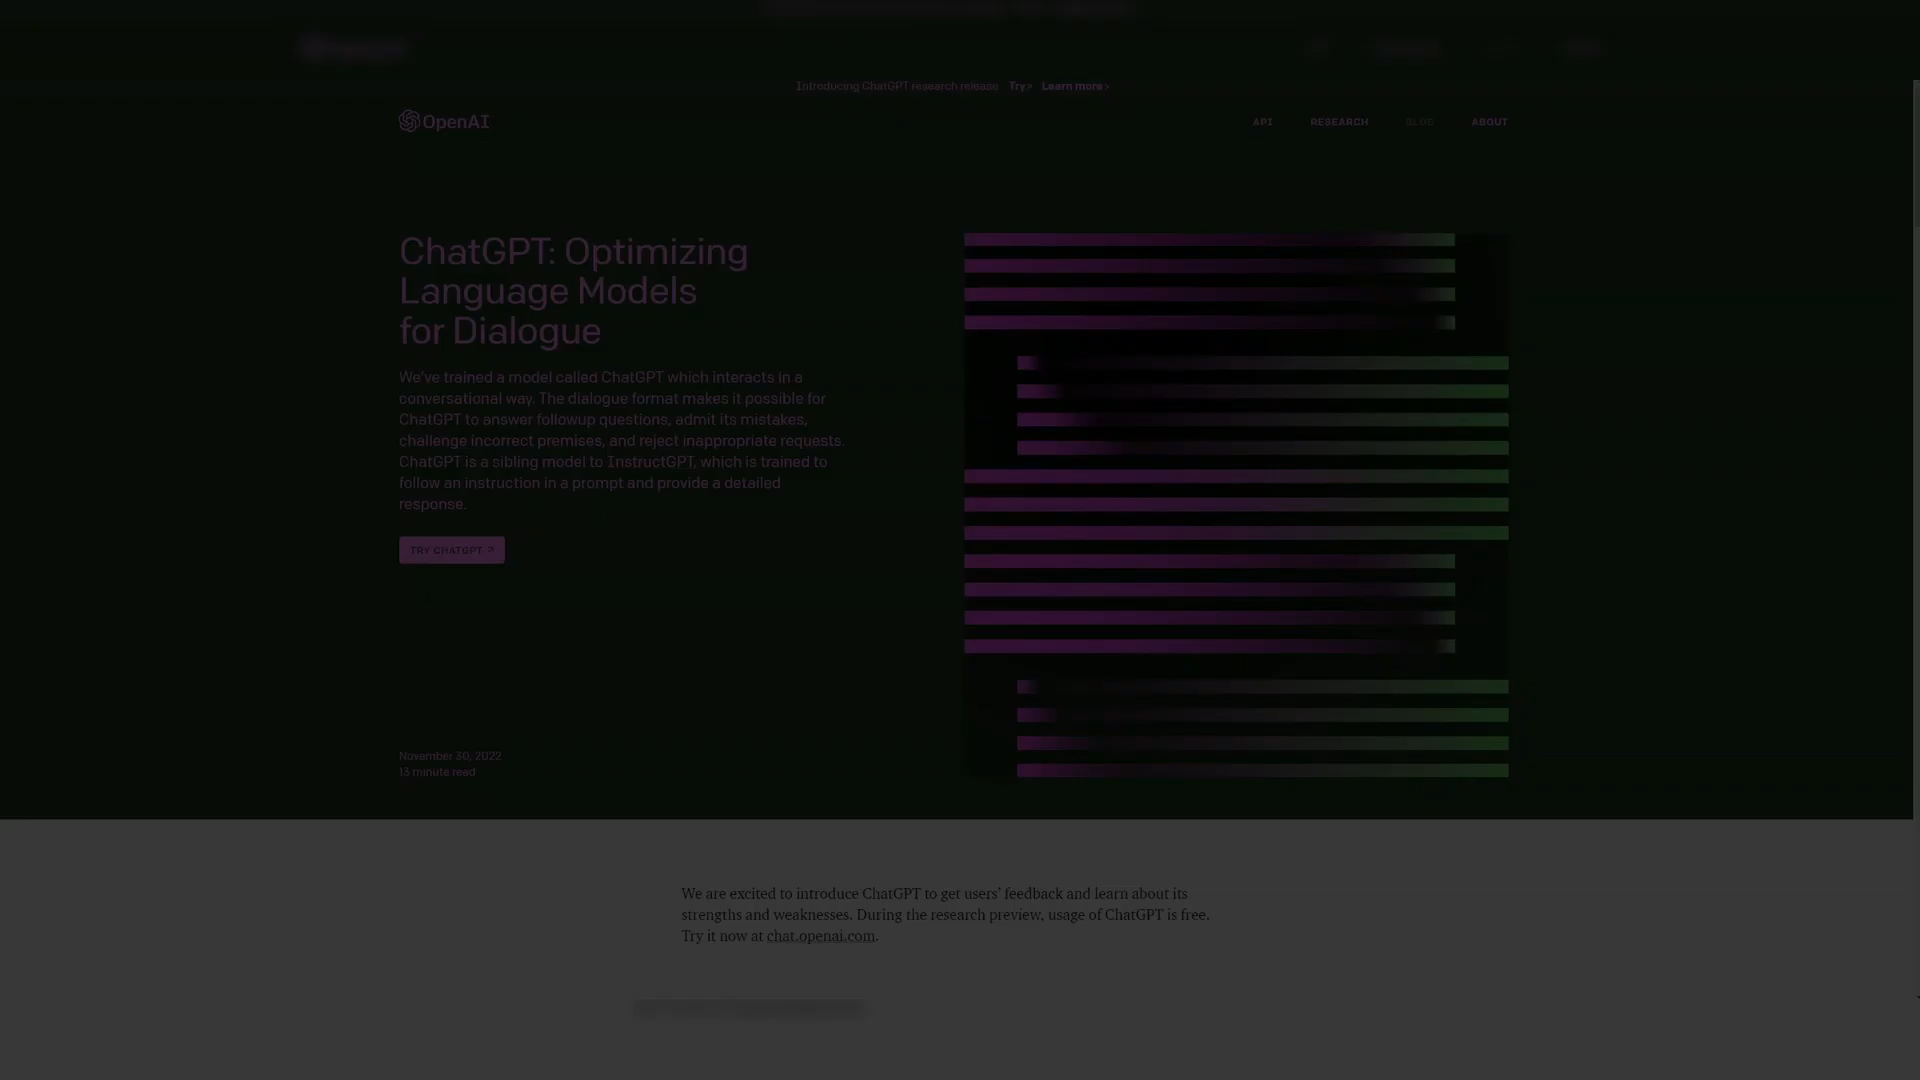 Introducing ChatGPT research release Try > Learn more >
OpenAI
API RESEARCH BLOG ABOUT
ChatGPT: Optimizing
Language Models
for Dialogue
We've trained a model called ChatGPT which interacts in a
conversational way. The dialogue format makes it possible for
ChatGPT to answer followup questions, admit its mistakes,
challenge incorrect premises, and reject inappropriate requests.
ChatGPT is a sibling model to InstructGPT, which is trained to
follow an instruction in a prompt and provide a detailed
response.
TRY CHATGPT ↗
November 30, 2022
13 minute read
We are excited to introduce ChatGPT to get users' feedback and learn about its
strengths and weaknesses. During the research preview, usage of ChatGPT is free.
Try it now at chat.openai.com.